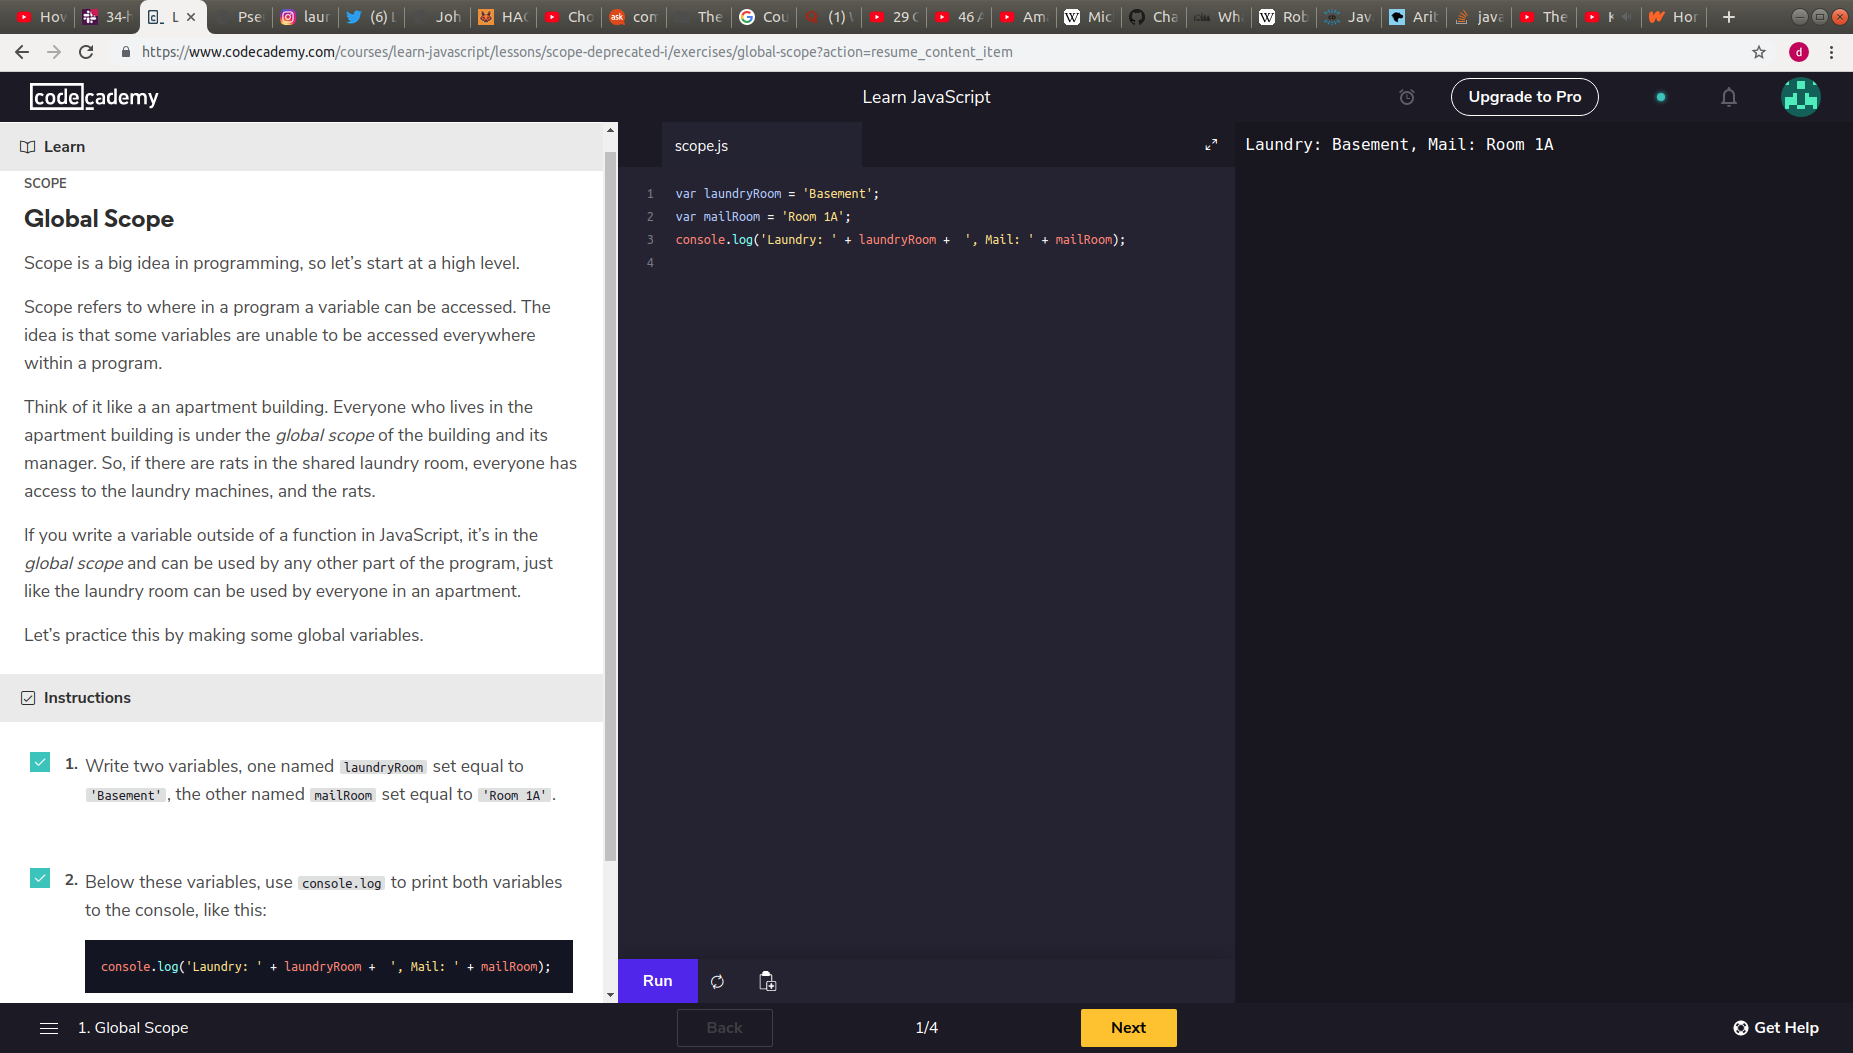 How
34-h
L
Pse
laur
(6) L
Joh
HAC
Cho
ask
com
The
Cou
(1)
29 C
46 A
Am
Mic
Cha
Wh
Rob
Jav
Arit
java
The
K
Hor
https://www.codecademy.com/courses/learn-javascript/lessons/scope-deprecated-i/exercises/global-scope?action=resume_content_item
d
codecademy
Learn JavaScript
Upgrade to Pro
Learn
SCOPE
Global Scope
Scope is a big idea in programming, so let's start at a high level.
Scope refers to where in a program a variable can be accessed. The
idea is that some variables are unable to be accessed everywhere
within a program.
Think of it like a an apartment building. Everyone who lives in the
apartment building is under the global scope of the building and its
manager. So, if there are rats in the shared laundry room, everyone has
access to the laundry machines, and the rats.
If you write a variable outside of a function in JavaScript, it's in the
global scope and can be used by any other part of the program, just
like the laundry room can be used by everyone in an apartment.
Let's practice this by making some global variables.
Instructions
1. Write two variables, one named laundryRoom set equal to
'Basement', the other named mailRoom set equal to 'Room 1A'.
2. Below these variables, use console.log to print both variables
to the console, like this:
console.log('Laundry: ' + laundryRoom +  ', Mail: ' + mailRoom);
scope.js
1 var laundryRoom = 'Basement';
2 var mailRoom = 'Room 1A';
3 console.log('Laundry: ' + laundryRoom +  ', Mail: ' + mailRoom);
4
Run
Laundry: Basement, Mail: Room 1A
1. Global Scope
Back
1/4
Next
Get Help